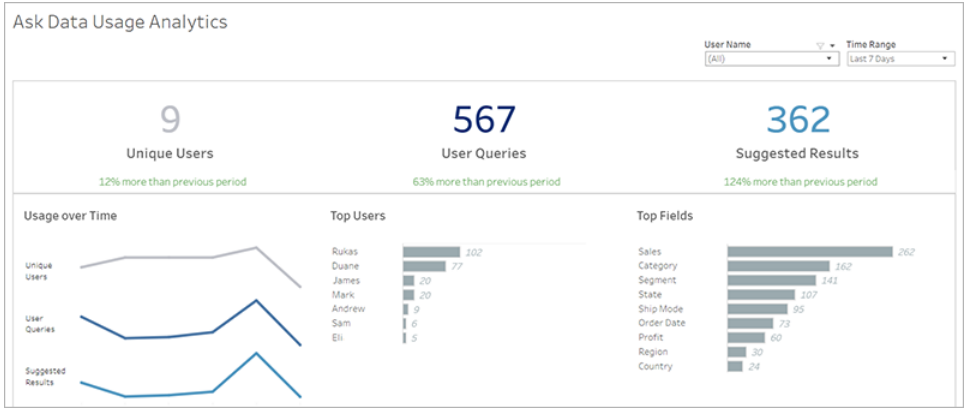 Ask Data Usage Analytics
User Name
Time Range
(All)
Last 7 Days
9
Unique Users
12% more than previous period
567
User Queries
63% more than previous period
362
Suggested Results
124% more than previous period
Usage over Time
Unique
Users
User
Queries
Suggested
Results
Top Users
Rukas 102
Duane 77
James 20
Mark 20
Andrew 9
Sam 6
Eli 5
Top Fields
Sales 262
Category 162
Segment 141
State 107
Ship Mode 95
Order Date 73
Profit 60
Region 30
Country 24